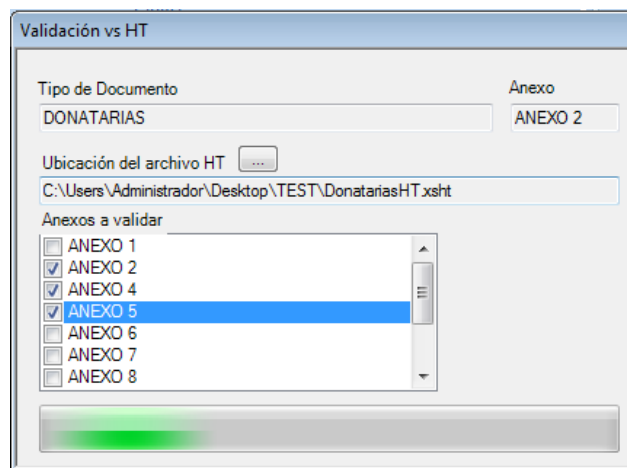 Validación vs HT
Tipo de Documento Anexo
DONATARIAS ANEXO 2
Ubicación del archivo HT ...
C:\Users\Administrador\Desktop\TEST\DonatariasHT.xsht
Anexos a validar
ANEXO 1
ANEXO 2
ANEXO 4
ANEXO 5
ANEXO 6
ANEXO 7
ANEXO 8